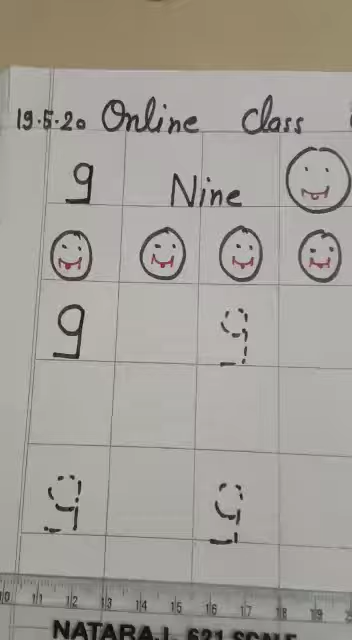 19.5.20 Online Class
9 Nine
9 9
9 9
10 11 12 13 14 15 16 17 18 19
NATARAJ 621 SCALE